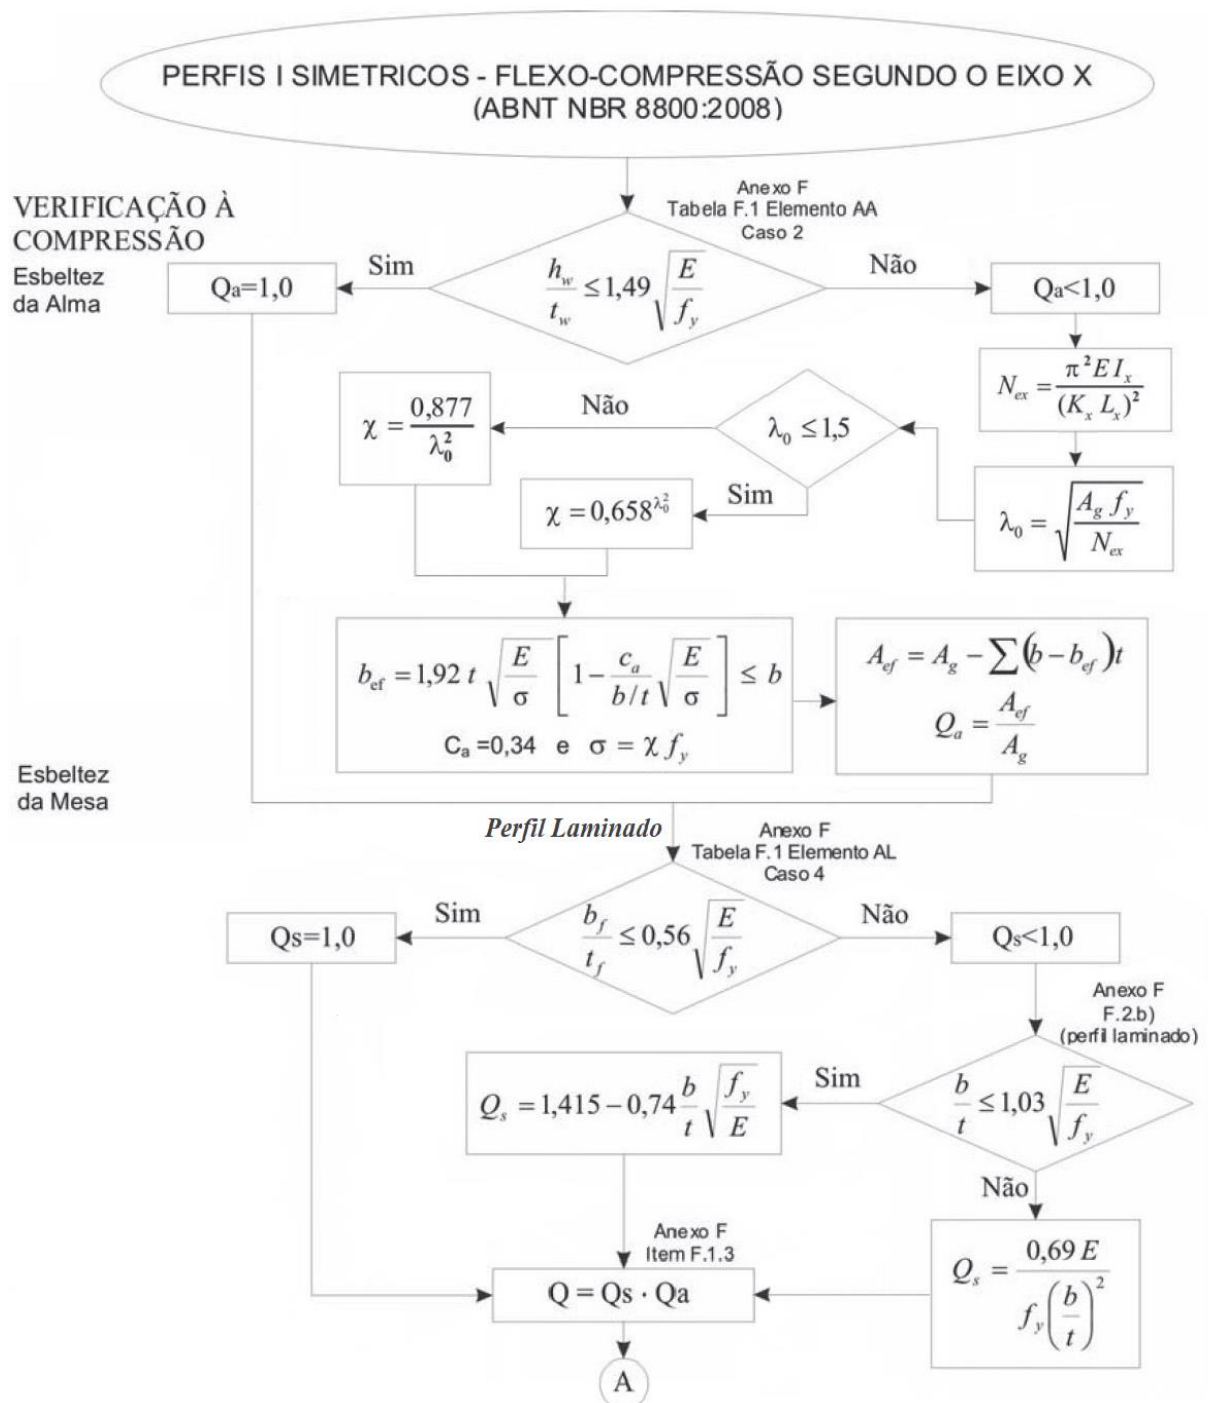 PERFIS I SIMETRICOS - FLEXO-COMPRESSÃO SEGUNDO O EIXO X
(ABNT NBR 8800:2008)
VERIFICAÇÃO À
COMPRESSÃO
Esbeltez
da Alma
Anexo F
Tabela F.1 Elemento AA
Caso 2
h_w/t_w ≤ 1,49 √(E/f_y)
Sim
Qa=1,0
Não
Qa<1,0
N_ex = π² E I_x / (K_x L_x)²
λ₀ = √(A_g f_y / N_ex)
λ₀ ≤ 1,5
Não
χ = 0,877/λ₀²
Sim
χ = 0,658^(λ₀²)
b_ef = 1,92 t √(E/σ) [1 - c_a/(b/t) √(E/σ)] ≤ b
Ca =0,34 e σ = χ f_y
A_ef = A_g − ∑(b − b_ef)t
Q_a = A_ef/A_g
Esbeltez
da Mesa
Perfil Laminado
Anexo F
Tabela F.1 Elemento AL
Caso 4
b_f/t_f ≤ 0,56 √(E/f_y)
Sim
Qs=1,0
Não
Qs<1,0
Anexo F
F.2.b)
(perfil laminado)
b/t ≤ 1,03 √(E/f_y)
Sim
Q_s = 1,415 − 0,74 b/t √(f_y/E)
Não
Q_s = 0,69 E / (f_y (b/t)²)
Anexo F
Item F.1.3
Q = Qs · Qa
A